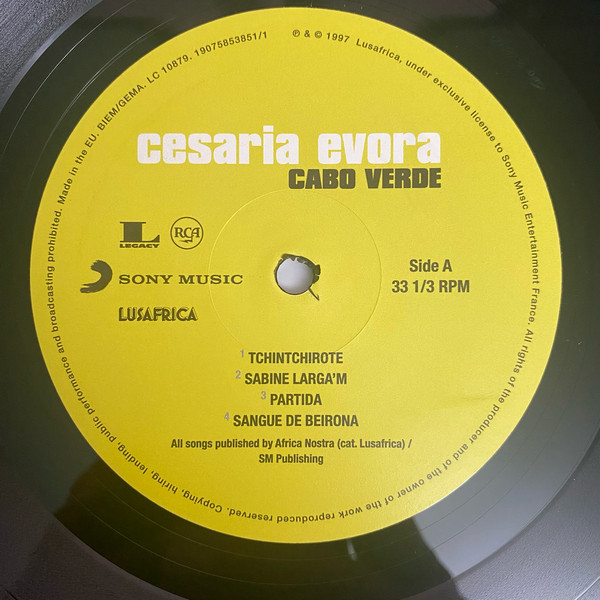 Copying, hiring, lending, public performance and broadcasting prohibited. Made in the EU. BIEM/GEMA. LC 10879. 19075853851/1
℗ & © 1997 Lusafrica, under exclusive license to Sony Music Entertainment France. All rights of the producer and of the owner of the work reproduced reserved.
cesaria evora
CABO VERDE
L
LEGACY
RCA
SONY MUSIC
LUSAFRICA
Side A
33 1/3 RPM
1 TCHINTCHIROTE
2 SABINE LARGA'M
3 PARTIDA
4 SANGUE DE BEIRONA
All songs published by Africa Nostra (cat. Lusafrica) /
SM Publishing